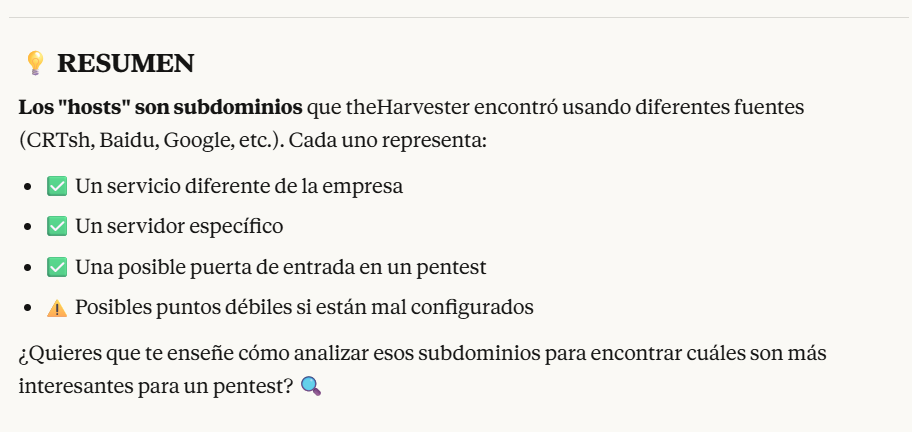 💡 RESUMEN
Los "hosts" son subdominios que theHarvester encontró usando diferentes fuentes
(CRTsh, Baidu, Google, etc.). Cada uno representa:
• ✅ Un servicio diferente de la empresa
• ✅ Un servidor específico
• ✅ Una posible puerta de entrada en un pentest
• ⚠️ Posibles puntos débiles si están mal configurados
¿Quieres que te enseñe cómo analizar esos subdominios para encontrar cuáles son más
interesantes para un pentest? 🔍